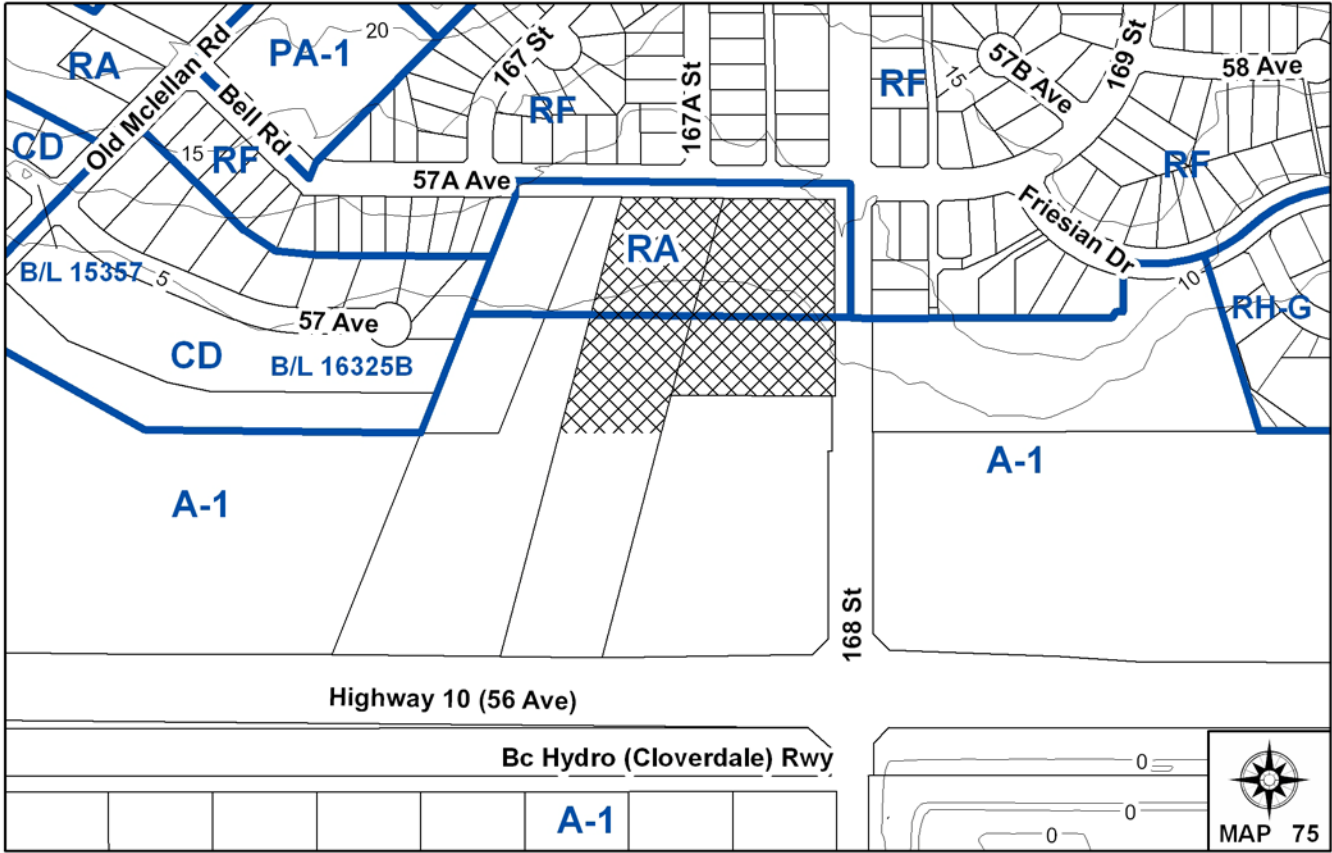 20
PA-1
RA
Old Mclellan Rd
Bell Rd
167 St
RF
167A St
RF
15
57B Ave
169 St
58 Ave
CD
15
RF
RF
57A Ave
Friesian Dr
RA
B/L 15357
5
10
RH-G
57 Ave
CD
B/L 16325B
A-1
A-1
168 St
Highway 10 (56 Ave)
Bc Hydro (Cloverdale) Rwy
0
0
0
A-1
MAP 75